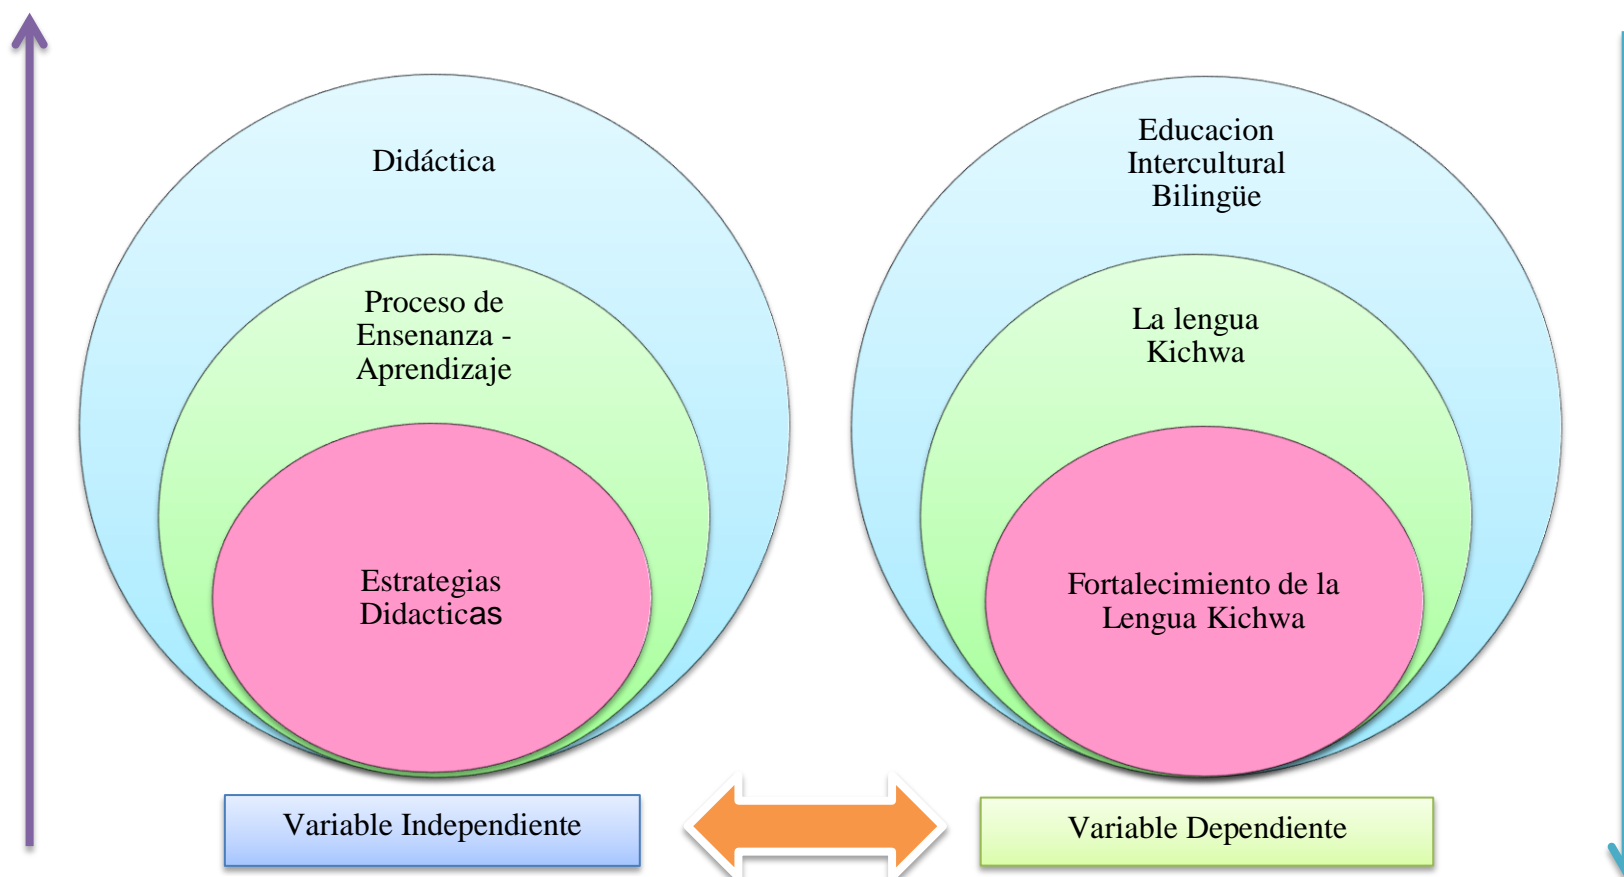 Didáctica
Proceso de
Ensenanza -
Aprendizaje
Estrategias
Didacticas
Variable Independiente
Educacion
Intercultural
Bilingüe
La lengua
Kichwa
Fortalecimiento de la
Lengua Kichwa
Variable Dependiente